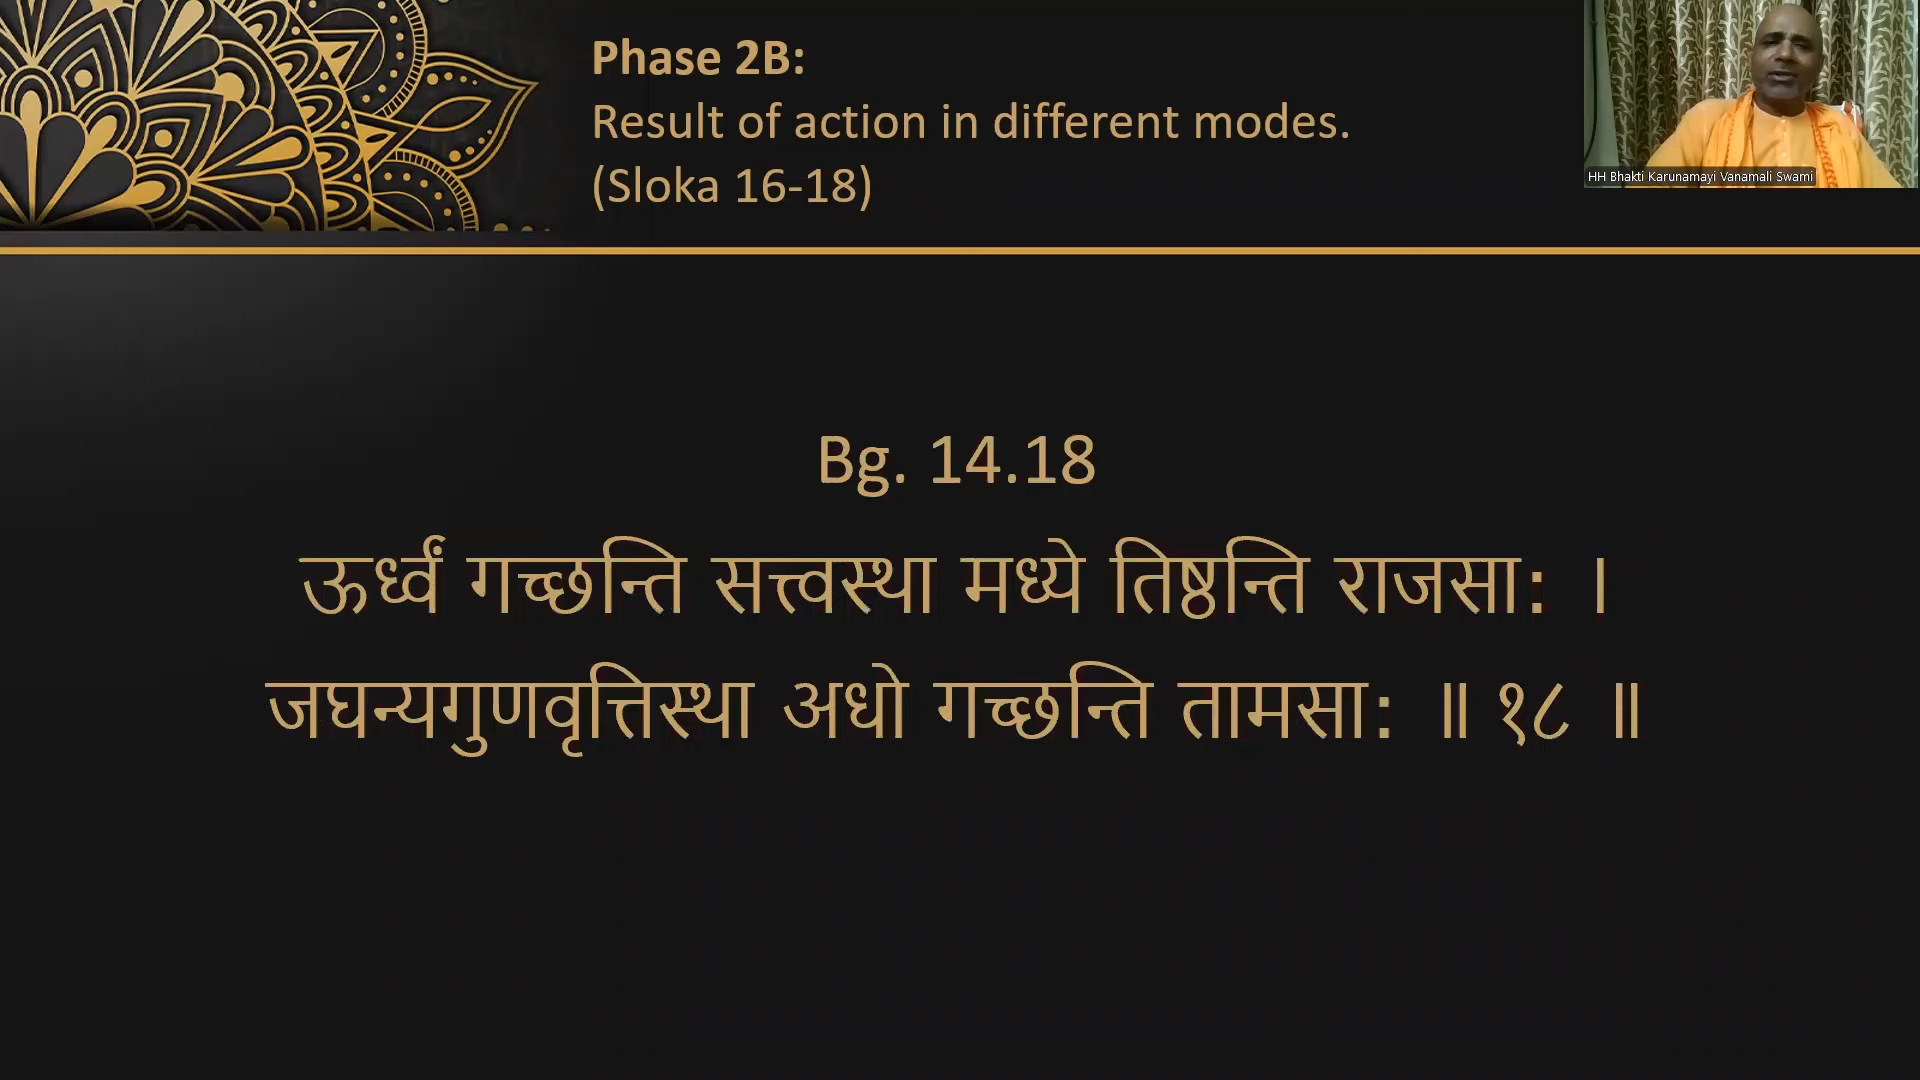 Phase 2B:
Result of action in different modes.
(Sloka 16-18)
HH Bhakti Karunamayi Vanamali Swami
Bg. 14.18
ऊर्ध्वं गच्छन्ति सत्त्वस्था मध्ये तिष्ठन्ति राजसाः ।
जघन्यगुणवृत्तिस्था अधो गच्छन्ति तामसाः ॥ १८ ॥